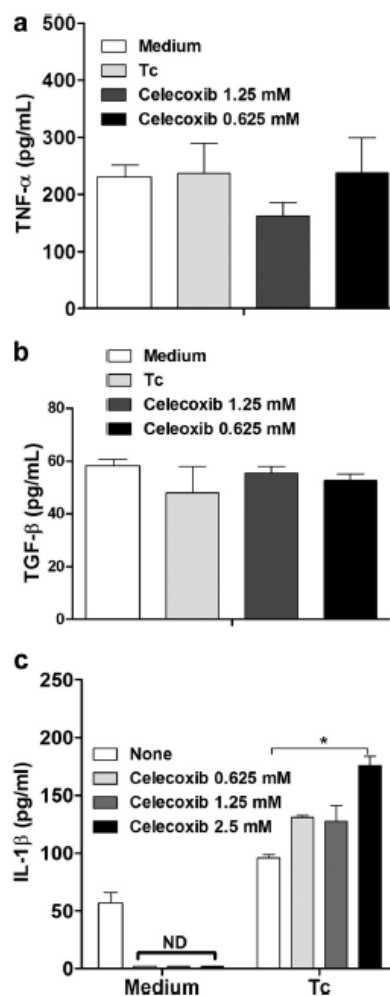 a
500
400
300
200
100
0
TNF-α (pg/mL)
Medium
Tc
Celecoxib 1.25 mM
Celecoxib 0.625 mM
b
Medium
Tc
Celecoxib 1.25 mM
Celeoxib 0.625 mM
80
60
40
20
0
TGF-β (pg/mL)
c
250
200
150
100
50
0
IL-1β (pg/ml)
None
Celecoxib 0.625 mM
Celecoxib 1.25 mM
Celecoxib 2.5 mM
*
ND
Medium Tc